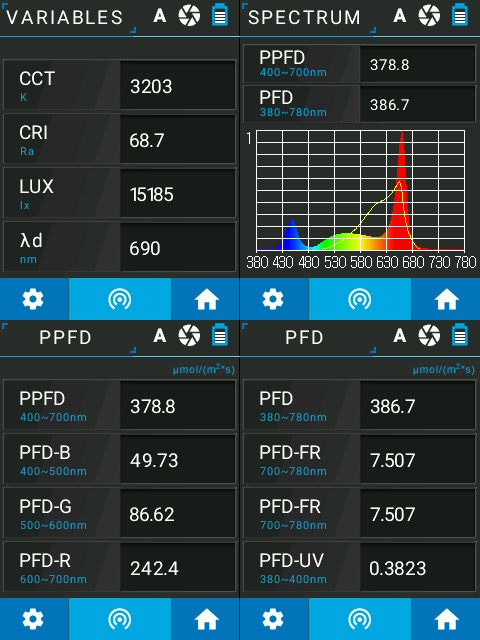 VARIABLES A
CCT
K
3203
CRI
Ra
68.7
LUX
lx
15185
λd
nm
690
SPECTRUM A
PPFD
400~700nm
378.8
PFD
380~780nm
386.7
1
380 430 480 530 580 630 680 730 780
PPFD A
μmol/(m²*s)
PPFD
400~700nm
378.8
PFD-B
400~500nm
49.73
PFD-G
500~600nm
86.62
PFD-R
600~700nm
242.4
PFD A
μmol/(m²*s)
PFD
380~780nm
386.7
PFD-FR
700~780nm
7.507
PFD-FR
700~780nm
7.507
PFD-UV
380~400nm
0.3823